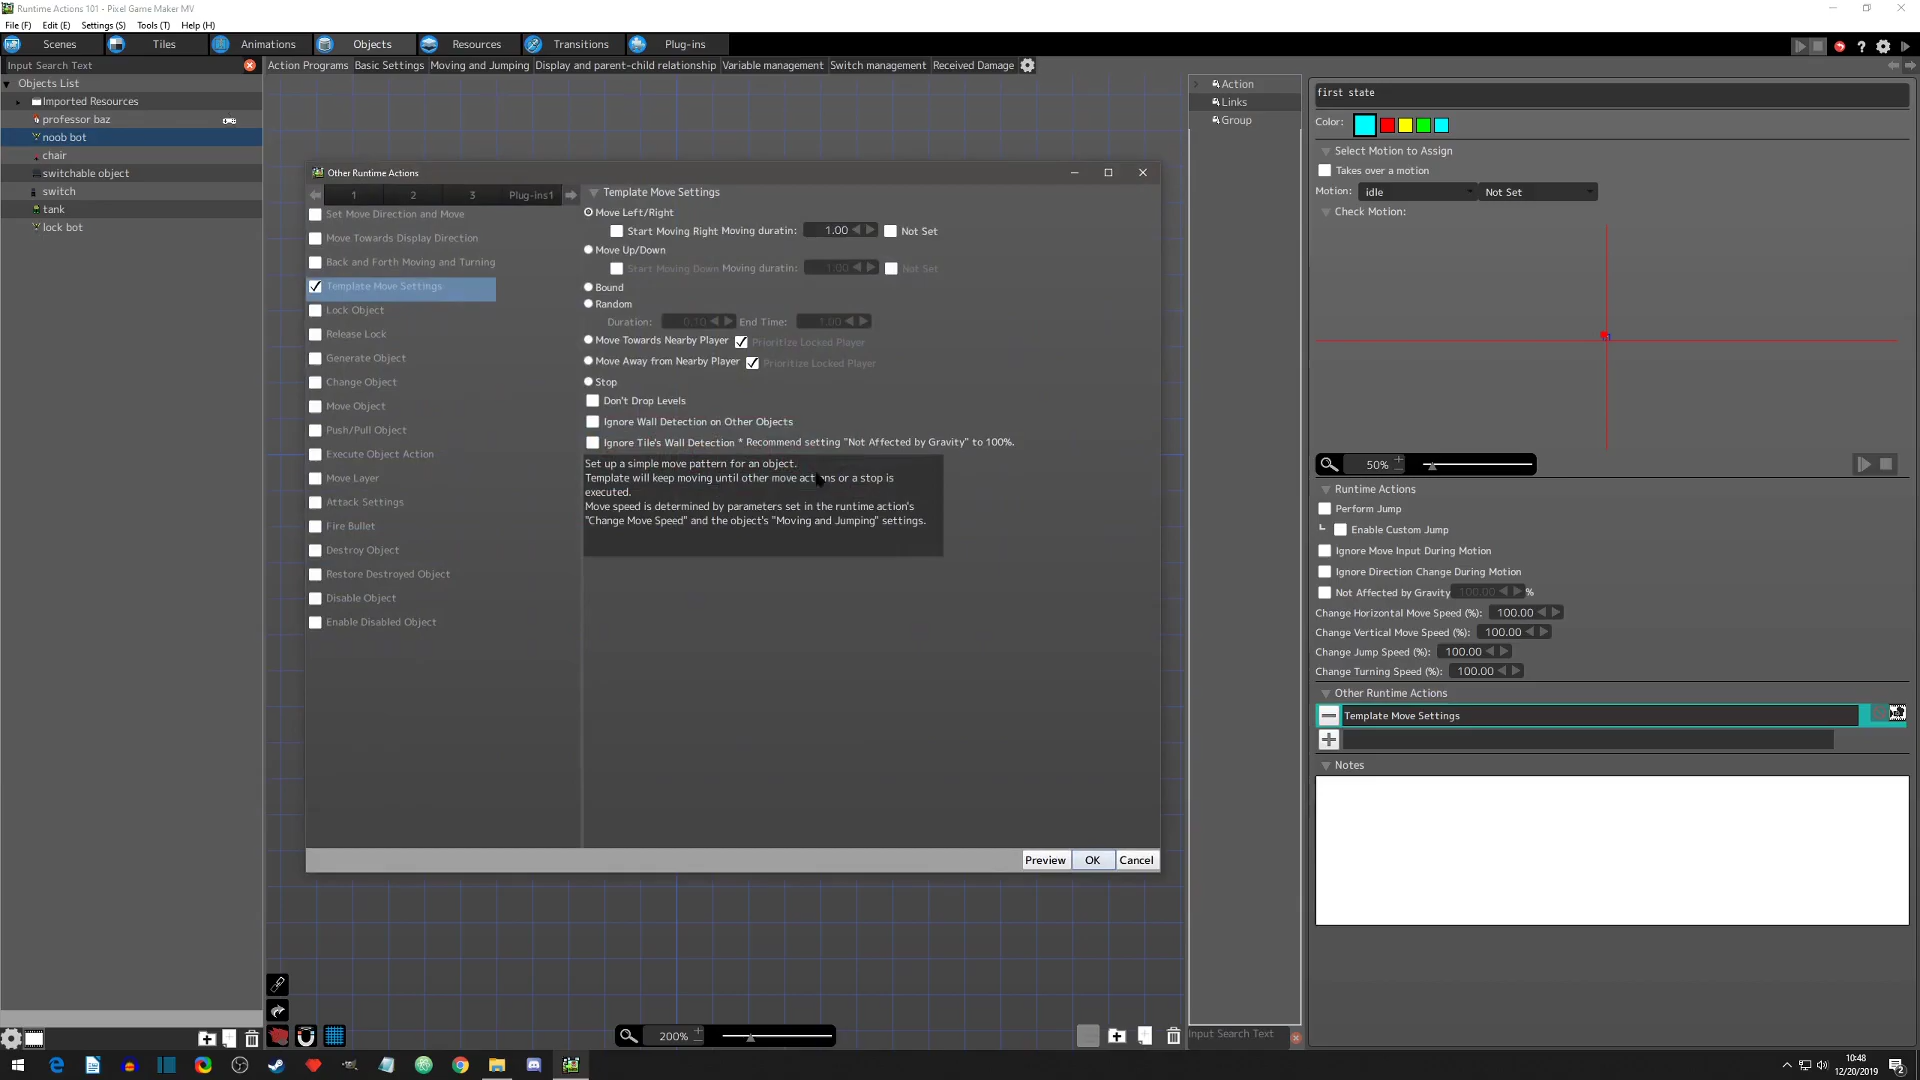 Runtime Actions 101 - Pixel Game Maker MV
File (F) Edit (E) Settings (S) Tools (T) Help (H)
Scenes Tiles Animations Objects Resources Transitions Plug-ins
Input Search Text
Action Programs Basic Settings Moving and Jumping Display and parent-child relationship Variable management Switch management Received Damage
Objects List
Imported Resources
professor baz
noob bot
chair
switchable object
switch
tank
lock bot
Other Runtime Actions
1 2 3 Plug-ins1
Set Move Direction and Move
Move Towards Display Direction
Back and Forth Moving and Turning
Template Move Settings
Lock Object
Release Lock
Generate Object
Change Object
Move Object
Push/Pull Object
Execute Object Action
Move Layer
Attack Settings
Fire Bullet
Destroy Object
Restore Destroyed Object
Disable Object
Enable Disabled Object
Template Move Settings
Move Left/Right
Start Moving Right Moving duratin: 1.00 Not Set
Move Up/Down
Start Moving Down Moving duratin: 1.00 Not Set
Bound
Random
Duration: 0.10 End Time: 1.00
Move Towards Nearby Player Prioritize Locked Player
Move Away from Nearby Player Prioritize Locked Player
Stop
Don't Drop Levels
Ignore Wall Detection on Other Objects
Ignore Tile's Wall Detection * Recommend setting "Not Affected by Gravity" to 100%.
Set up a simple move pattern for an object.
Template will keep moving until other move actions or a stop is
executed.
Move speed is determined by parameters set in the runtime action's
"Change Move Speed" and the object's "Moving and Jumping" settings.
Preview OK Cancel
200%
Action
Links
Group
Input Search Text
first state
Color:
Select Motion to Assign
Takes over a motion
Motion: idle Not Set
Check Motion:
50%
Runtime Actions
Perform Jump
Enable Custom Jump
Ignore Move Input During Motion
Ignore Direction Change During Motion
Not Affected by Gravity 100.00 %
Change Horizontal Move Speed (%): 100.00
Change Vertical Move Speed (%): 100.00
Change Jump Speed (%): 100.00
Change Turning Speed (%): 100.00
Other Runtime Actions
Template Move Settings
Notes
10:48
12/20/2019